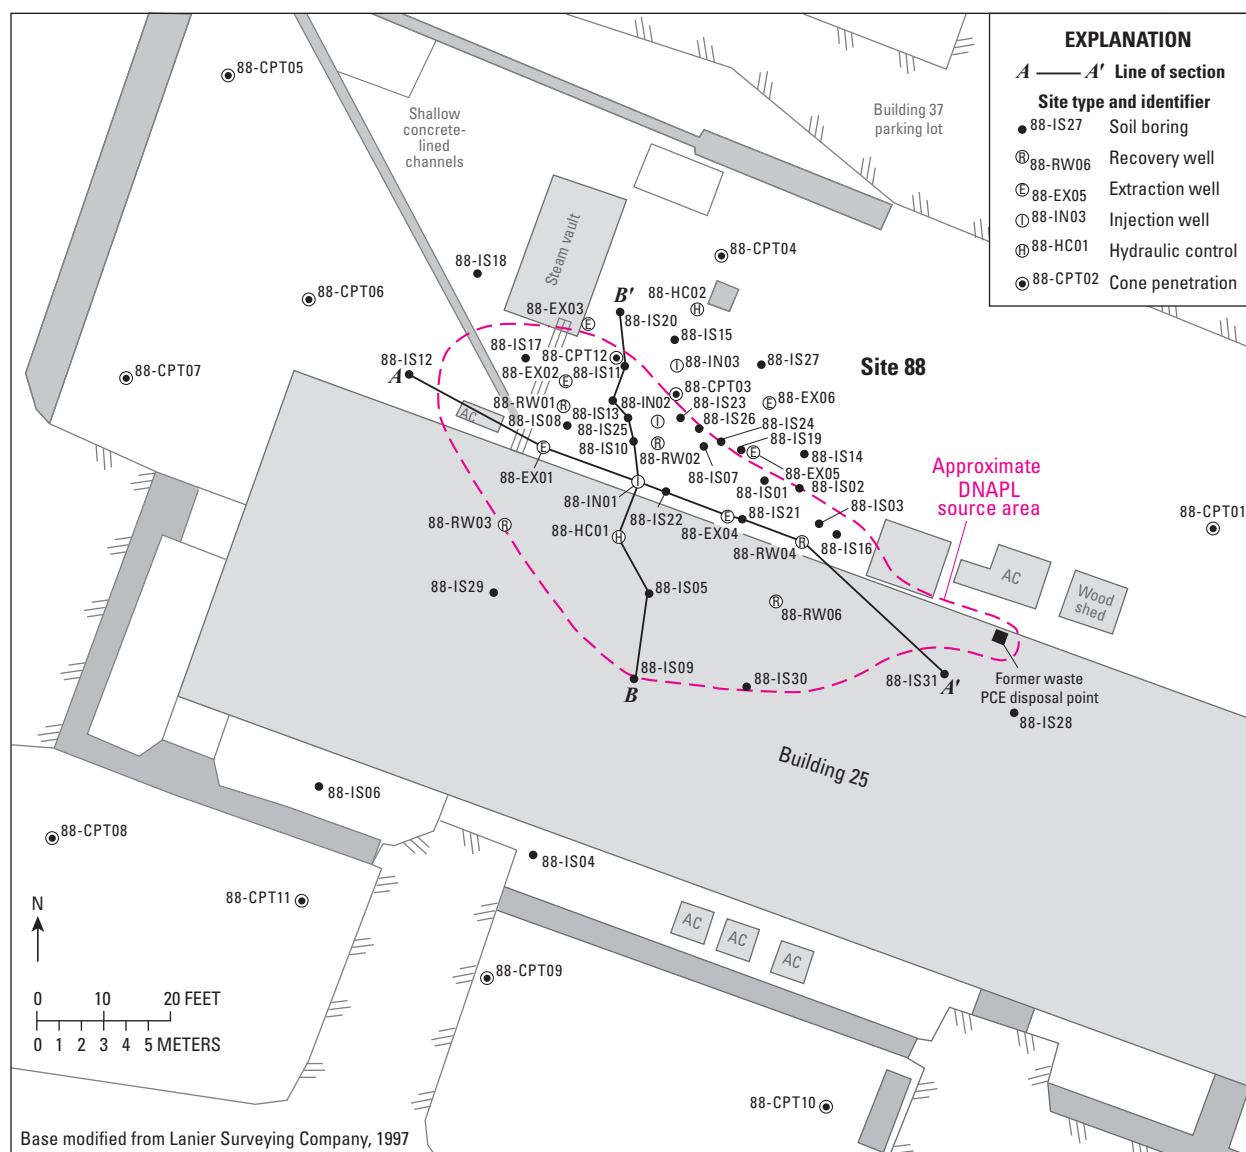 EXPLANATION
A A' Line of section
Site type and identifier
88-IS27 Soil boring
R 88-RW06 Recovery well
E 88-EX05 Extraction well
I 88-IN03 Injection well
H 88-HC01 Hydraulic control
88-CPT02 Cone penetration
88-CPT05
Shallow
concrete-
lined
channels
Building 37
parking lot
Steam vault
88-CPT04
88-IS18
88-CPT06
88-HC02
H
88-EX03
E
B'
88-IS20
88-IS15
88-IS17
88-CPT12
88-IN03
I
88-IS27
Site 88
88-IS12
A
88-CPT07
88-EX02
E
88-IS11
88-CPT03
88-RW01
R
88-IS13
88-IN02
I
88-IS23
88-EX06
E
AC
88-IS08
88-IS25
88-IS26
88-IS24
88-IS10
R
88-RW02
88-IS19
88-IS14
E
88-EX01
88-IS07
E
88-EX05
Approximate
DNAPL
source area
I
88-IN01
88-IS01
88-IS02
88-IS22
88-IS21
88-IS03
88-RW03
R
88-HC01
H
E
88-EX04
88-IS16
88-CPT01
R
88-RW04
AC
88-IS29
88-IS05
R
88-RW06
Wood
shed
88-IS09
B
88-IS30
88-IS31
A'
Former waste
PCE disposal point
88-IS28
Building 25
88-IS06
88-CPT08
88-IS04
88-CPT11
N
AC
AC
AC
88-CPT09
0 10 20 FEET
0 1 2 3 4 5 METERS
88-CPT10
Base modified from Lanier Surveying Company, 1997